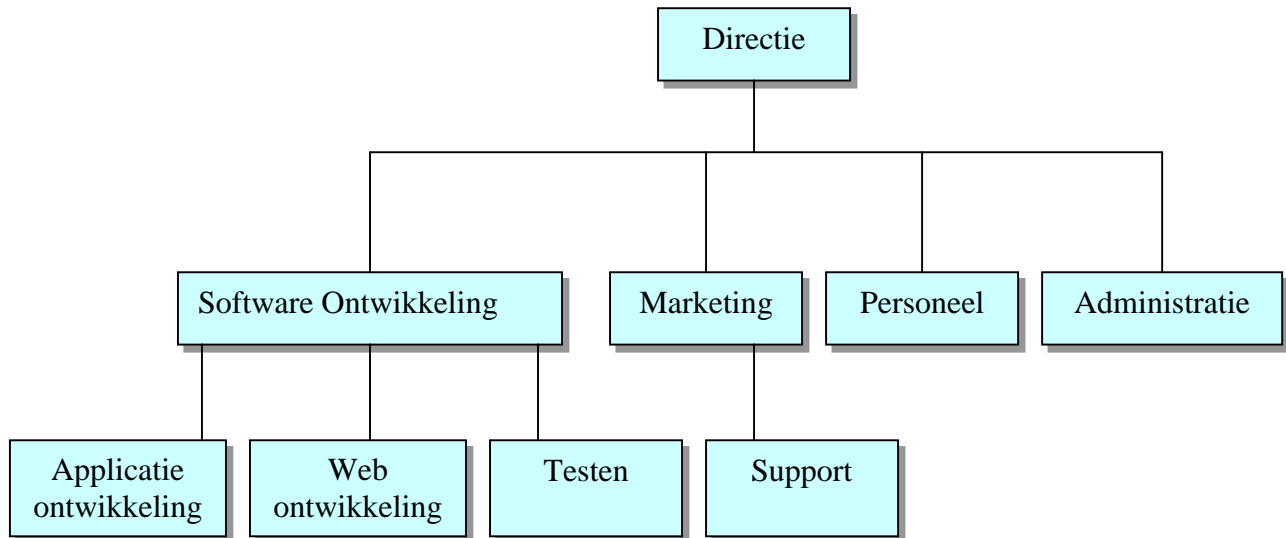 Directie
Software Ontwikkeling
Marketing
Personeel
Administratie
Applicatie
ontwikkeling
Web
ontwikkeling
Testen
Support